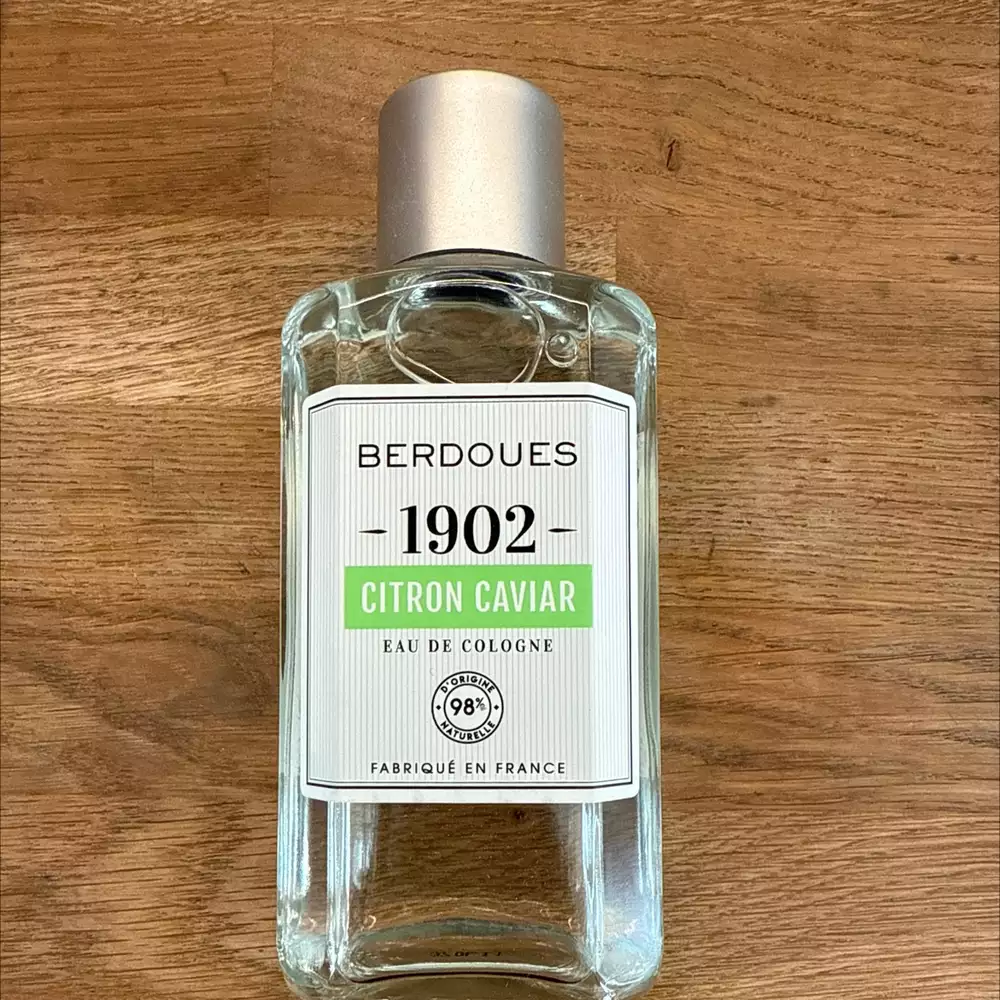 BERDOUES
1902
CITRON CAVIAR
EAU DE COLOGNE
D'ORIGINE
98%
NATURELLE
FABRIQUÉ EN FRANCE